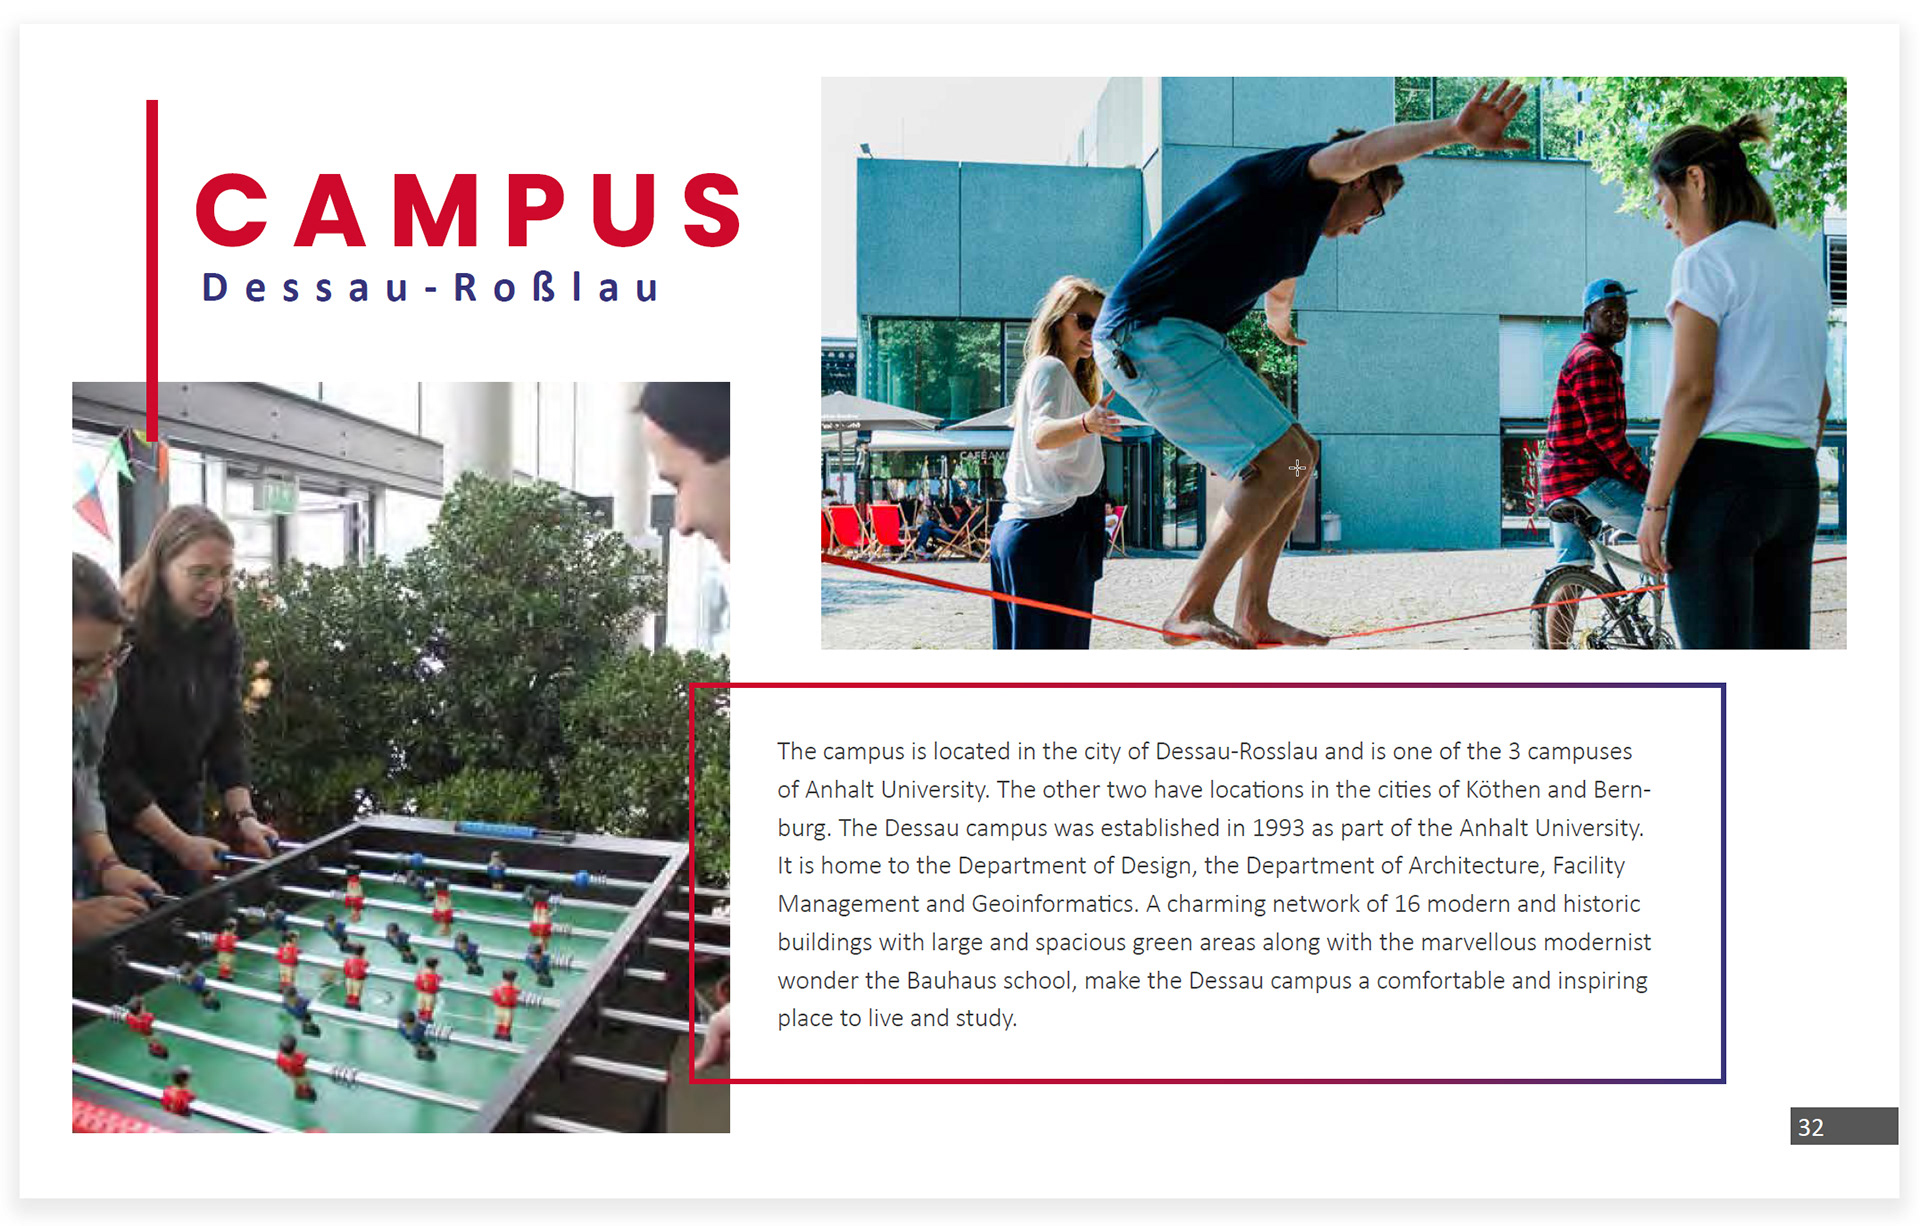 CAMPUS
Dessau-Roßlau
MENSA
The campus is located in the city of Dessau-Rosslau and is one of the 3 campuses
of Anhalt University. The other two have locations in the cities of Köthen and Bern-
burg. The Dessau campus was established in 1993 as part of the Anhalt University.
It is home to the Department of Design, the Department of Architecture, Facility
Management and Geoinformatics. A charming network of 16 modern and historic
buildings with large and spacious green areas along with the marvellous modernist
wonder the Bauhaus school, make the Dessau campus a comfortable and inspiring
place to live and study.
32